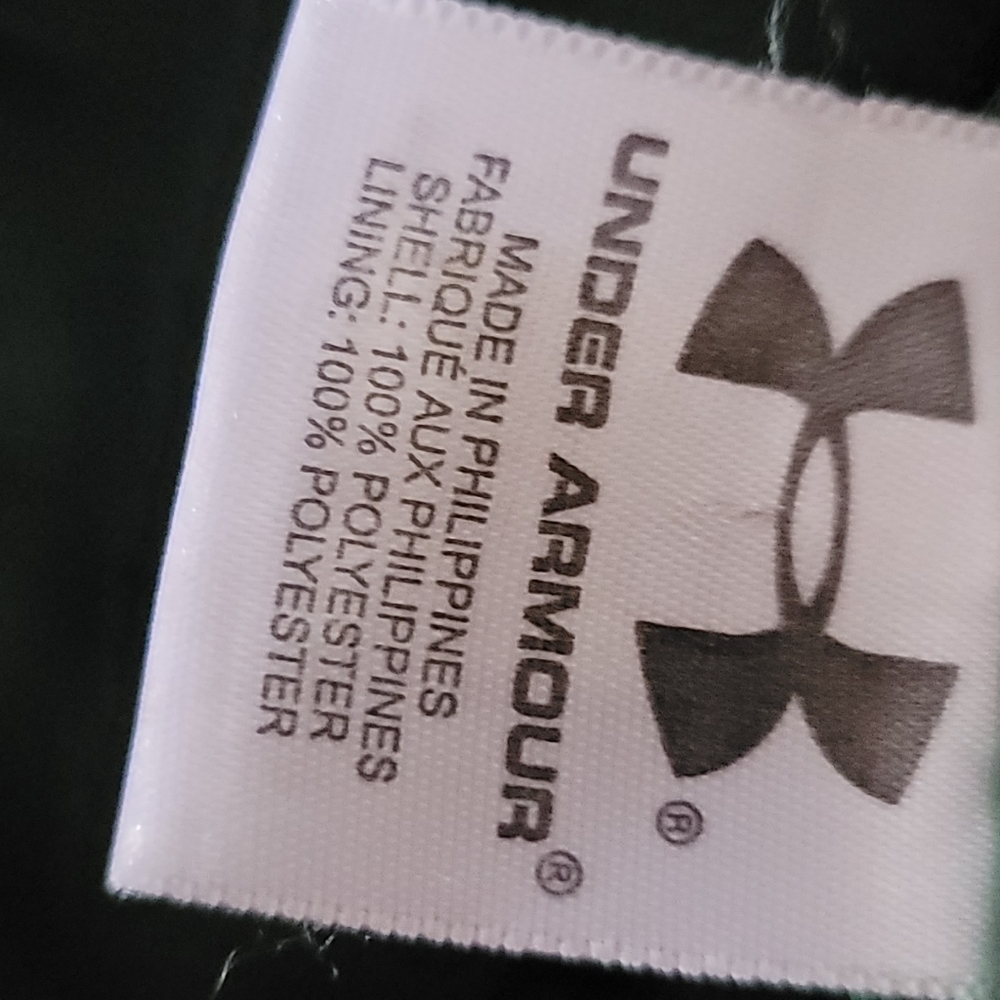 ®
UNDER ARMOUR®
MADE IN PHILIPPINES
FABRIQUÉ AUX PHILIPPINES
SHELL: 100% POLYESTER
LINING: 100% POLYESTER